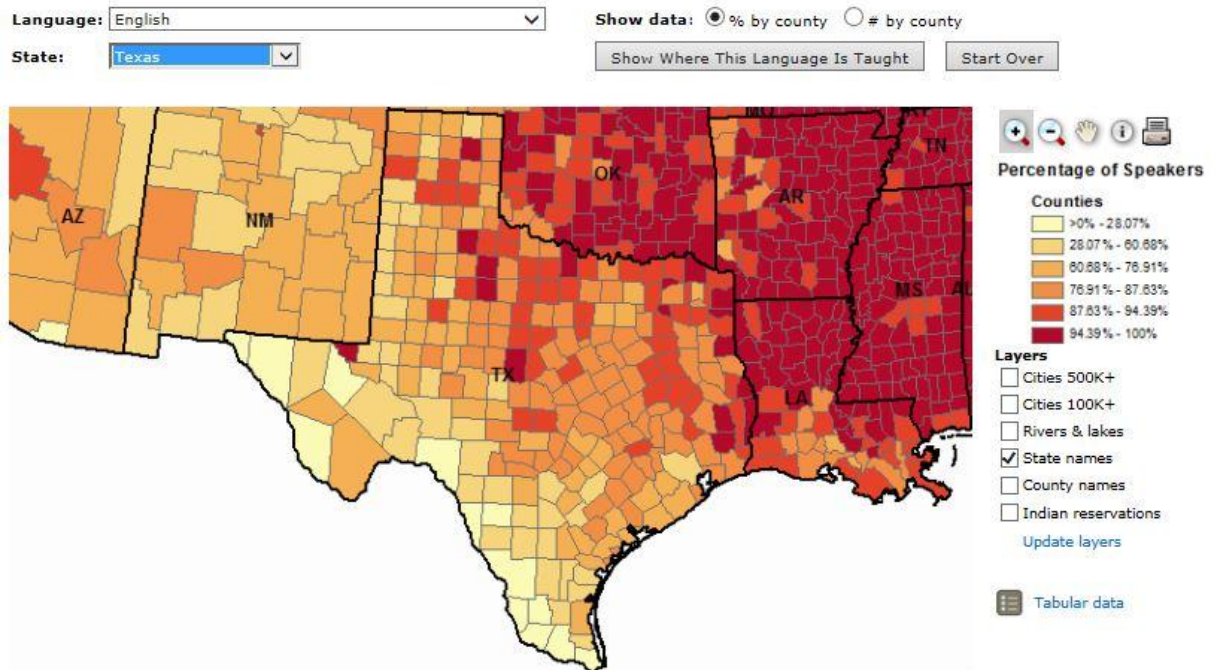 Language: English
Show data: % by county # by county
State: Texas
Show Where This Language Is Taught Start Over
MO
KY
TN
OK
AR
AZ
NM
MS
AL
TX
LA
Percentage of Speakers
Counties
>0% - 28.07%
28.07% - 60.68%
60.68% - 76.91%
76.91% - 87.63%
87.63% - 94.39%
94.39% - 100%
Layers
Cities 500K+
Cities 100K+
Rivers & lakes
State names
County names
Indian reservations
Update layers
Tabular data